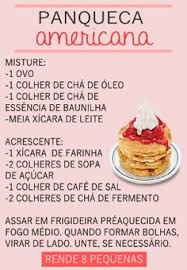 PANQUECA
americana
MISTURE:
-1 OVO
-1 COLHER DE CHÁ DE ÓLEO
-1 COLHER DE CHÁ DE
ESSÊNCIA DE BAUNILHA
-MEIA XÍCARA DE LEITE
ACRESCENTE:
-1 XÍCARA DE FARINHA
-2 COLHERES DE SOPA
DE AÇÚCAR
-1 COLHER DE CAFÉ DE SAL
-2 COLHERES DE CHÁ DE FERMENTO
ASSAR EM FRIGIDEIRA PRÉAQUECIDA EM
FOGO MÉDIO. QUANDO FORMAR BOLHAS,
VIRAR DE LADO. UNTE, SE NECESSÁRIO.
RENDE 8 PEQUENAS